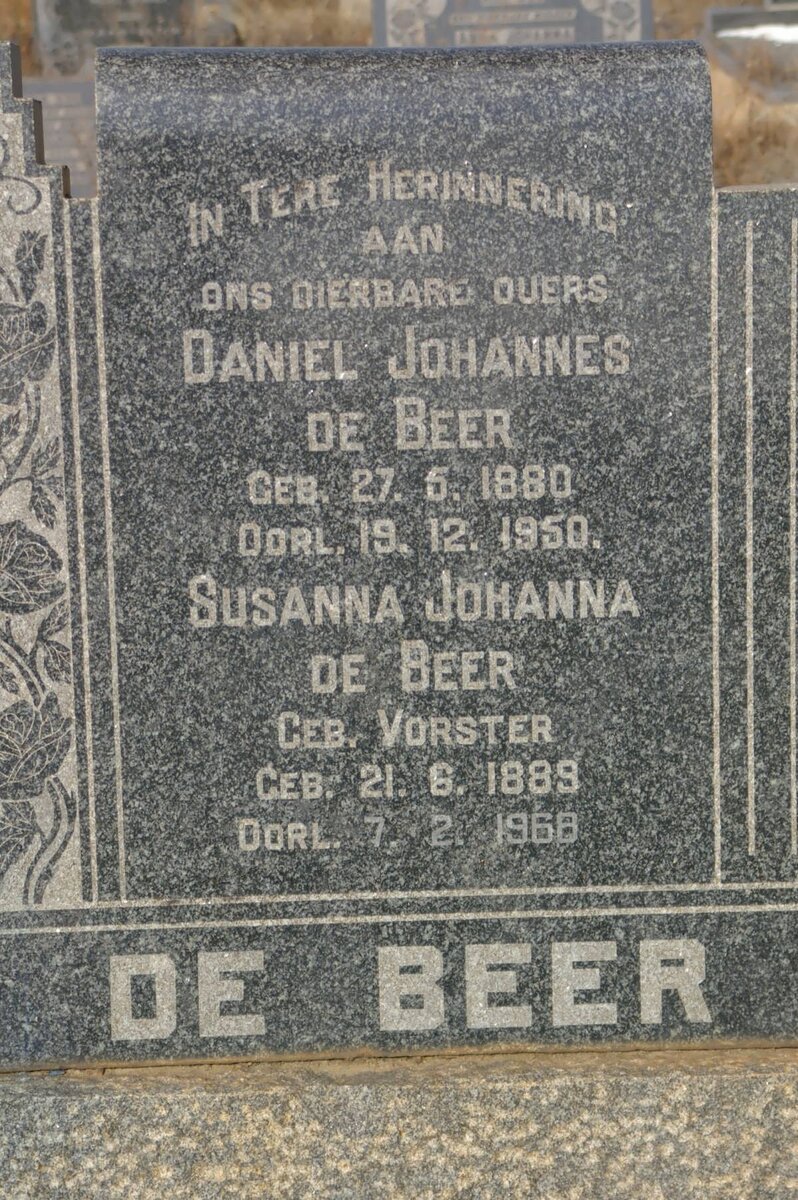 In Tere Herinnering
AAN
ONS DIERBARE OUERS
DANIEL JOHANNES
DE BEER
GEB. 27. 5. 1880
OORL. 19. 12. 1950.
SUSANNA JOHANNA
DE BEER
GEB. VORSTER
GEB. 21. 6. 1889
OORL. 7. 2. 1968
DE BEER